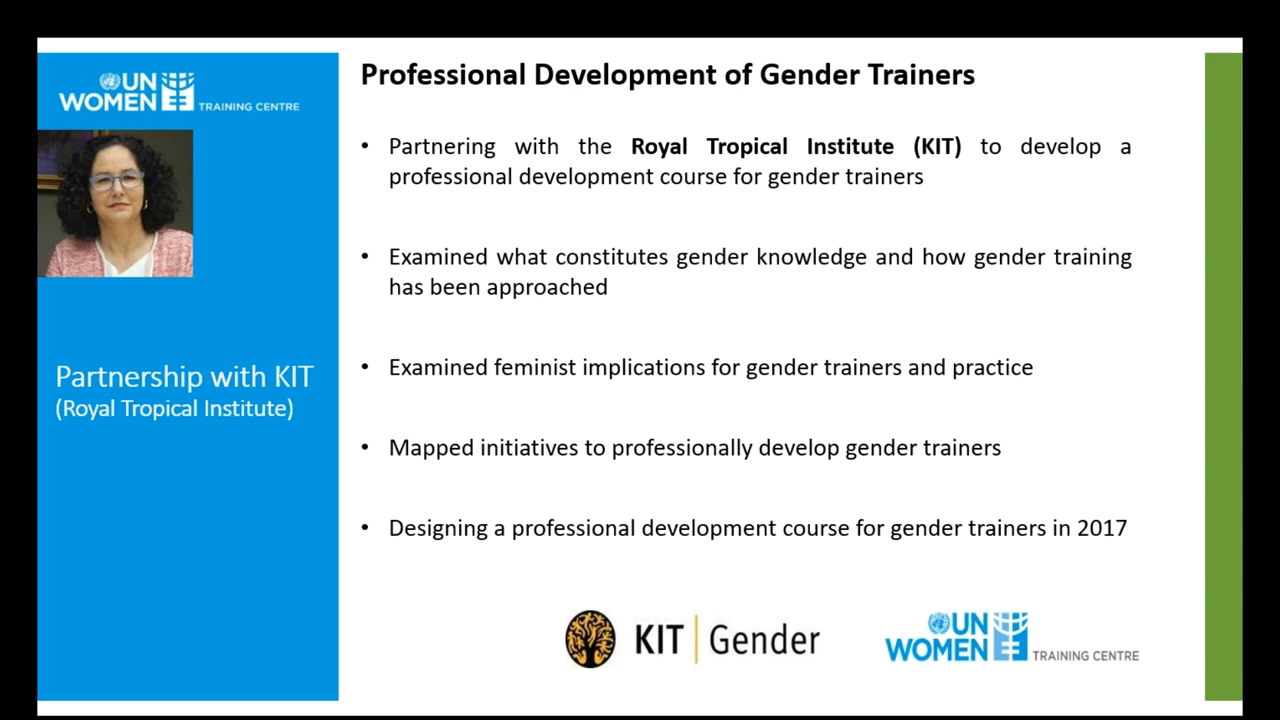 UN
WOMEN TRAINING CENTRE
Partnership with KIT
(Royal Tropical Institute)
Professional Development of Gender Trainers
• Partnering with the Royal Tropical Institute (KIT) to develop a
professional development course for gender trainers
• Examined what constitutes gender knowledge and how gender training
has been approached
• Examined feminist implications for gender trainers and practice
• Mapped initiatives to professionally develop gender trainers
• Designing a professional development course for gender trainers in 2017
KIT | Gender
UN
WOMEN TRAINING CENTRE